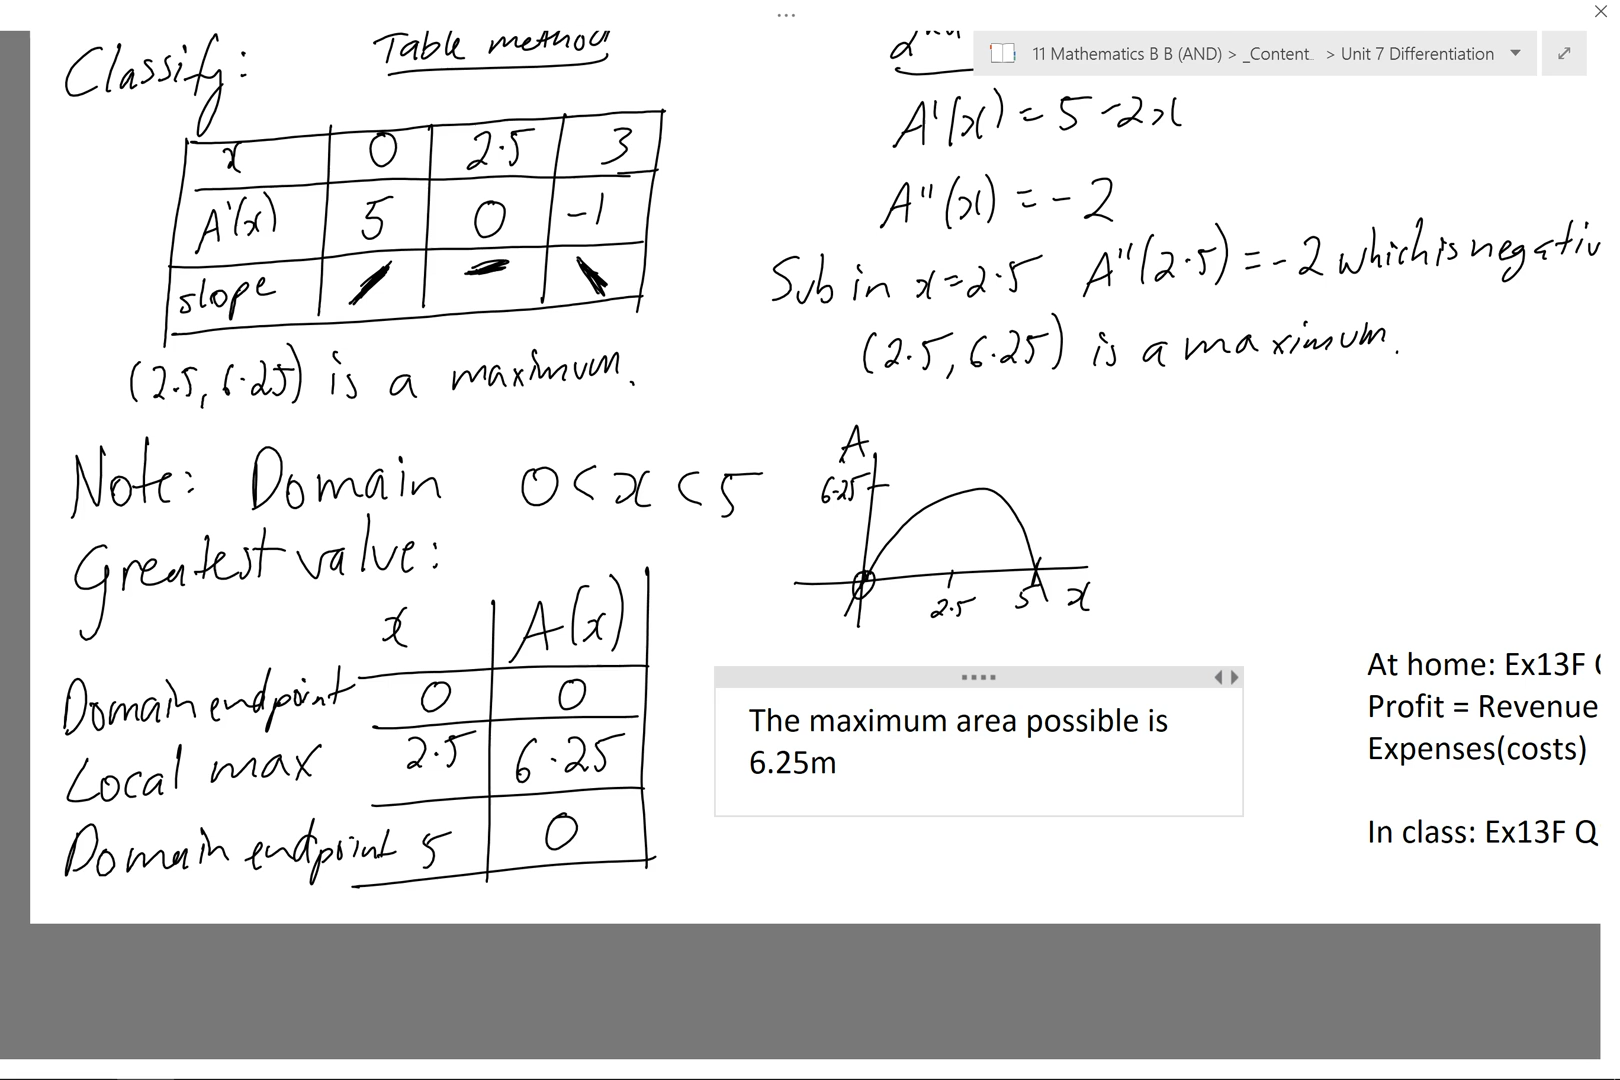 11 Mathematics B B (AND) > _Content. > Unit 7 Differentiation
Classify:
Table method
x 0 2.5 3
A'(x) 5 0 -1
slope
(2.5, 6.25) is a maximum.
A'(x) = 5 - 2x
A''(x) = - 2
Sub in x = 2.5 A''(2.5) = - 2 which is negativ
(2.5, 6.25) is a maximum.
Note: Domain 0 < x < 5
Greatest value:
x A(x)
Domain endpoint 0 0
Local max 2.5 6.25
Domain endpoint 5 0
A
6.25
2.5 5 x
The maximum area possible is
6.25m
At home: Ex13F
Profit = Revenue
Expenses(costs)
In class: Ex13F Q